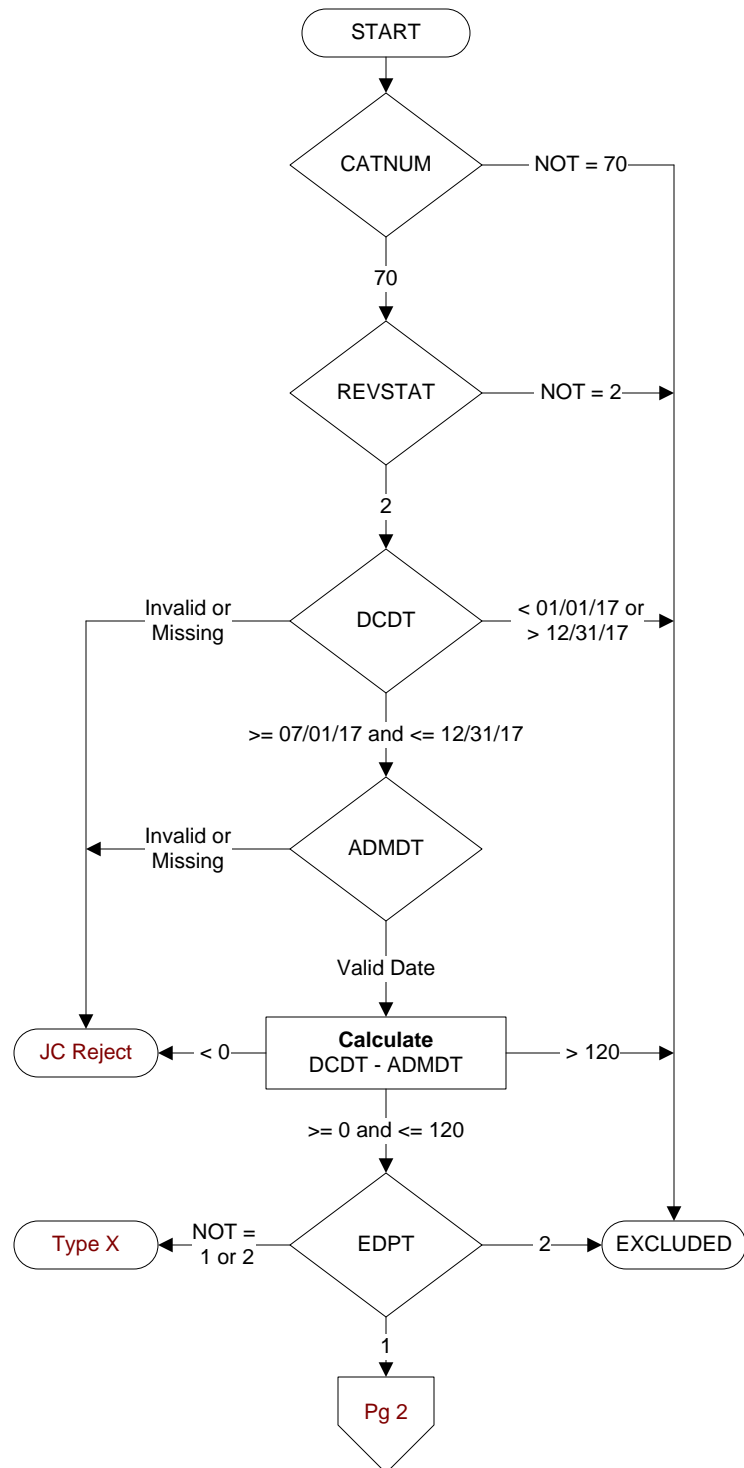 START
CATNUM
NOT = 70
70
REVSTAT
NOT = 2
2
Invalid or
Missing
DCDT
< 01/01/17 or
> 12/31/17
>= 07/01/17 and <= 12/31/17
Invalid or
Missing
ADMDT
Valid Date
JC Reject
< 0
Calculate
DCDT - ADMDT
> 120
>= 0 and <= 120
Type X
NOT =
1 or 2
EDPT
2
EXCLUDED
1
Pg 2